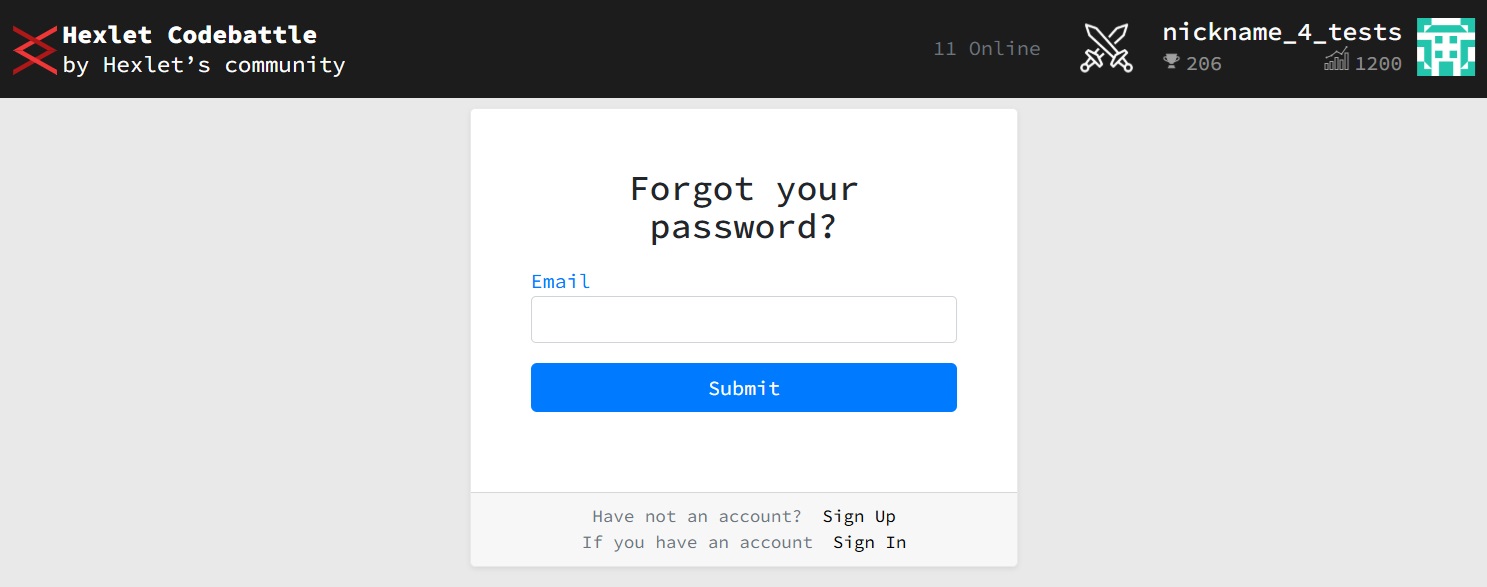 Hexlet Codebattle
by Hexlet’s community
11 Online
nickname_4_tests
206 1200
Forgot your
password?
Email
Submit
Have not an account? Sign Up
If you have an account Sign In